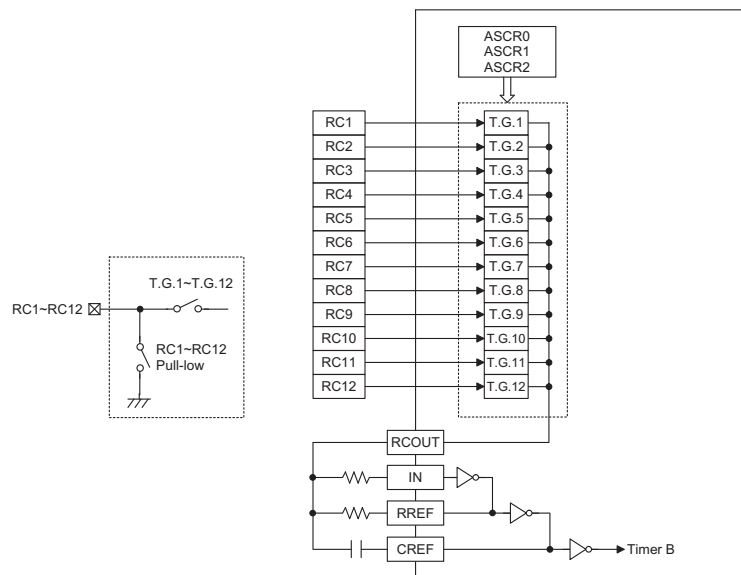 ASCR0
ASCR1
ASCR2
RC1 T.G.1
RC2 T.G.2
RC3 T.G.3
RC4 T.G.4
RC5 T.G.5
RC6 T.G.6
RC7 T.G.7
RC8 T.G.8
RC9 T.G.9
RC10 T.G.10
RC11 T.G.11
RC12 T.G.12
T.G.1~T.G.12
RC1~RC12
RC1~RC12
Pull-low
RCOUT
IN
RREF
CREF
Timer B